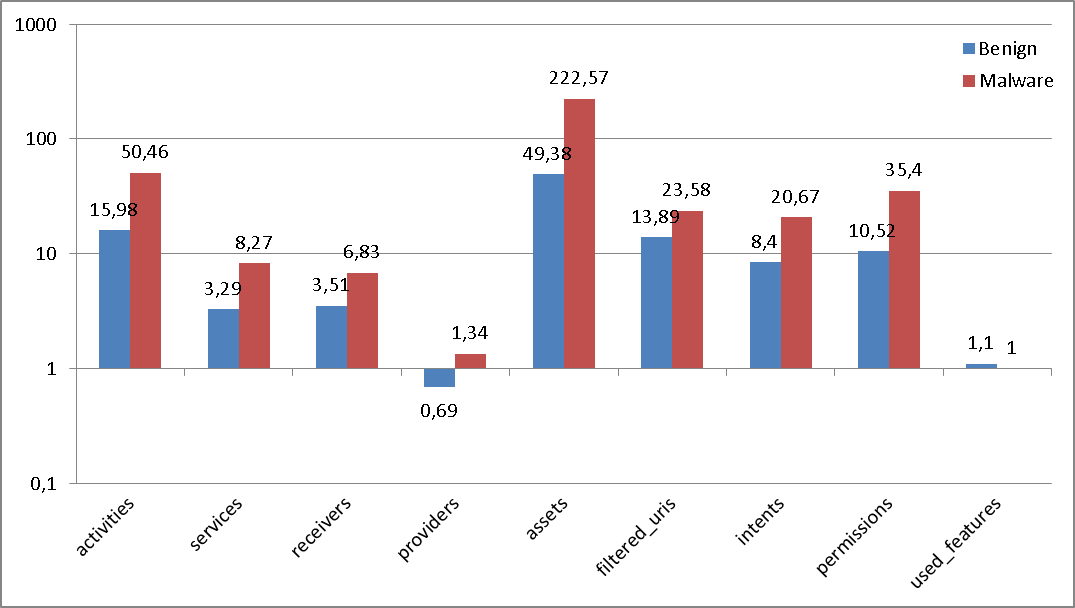 1000
100
10
1
0,1
Benign
Malware
15,98
50,46
3,29
8,27
3,51
6,83
0,69
1,34
49,38
222,57
13,89
23,58
8,4
20,67
10,52
35,4
1,1
1
activities
services
receivers
providers
assets
filtered_uris
intents
permissions
used_features